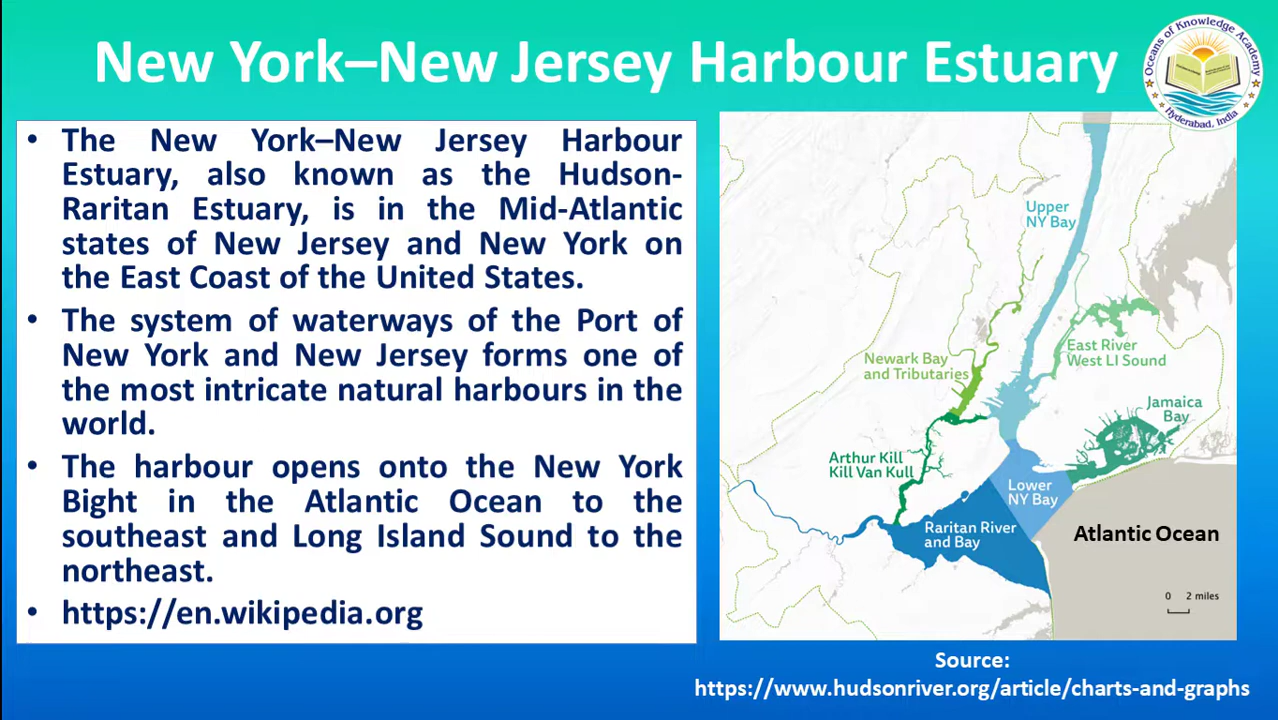 New York–New Jersey Harbour Estuary
Oceans of Knowledge Academy
Hyderabad, India
• The New York–New Jersey Harbour
Estuary, also known as the Hudson-
Raritan Estuary, is in the Mid-Atlantic
states of New Jersey and New York on
the East Coast of the United States.
• The system of waterways of the Port of
New York and New Jersey forms one of
the most intricate natural harbours in the
world.
• The harbour opens onto the New York
Bight in the Atlantic Ocean to the
southeast and Long Island Sound to the
northeast.
• https://en.wikipedia.org
Upper
NY Bay
East River
West LI Sound
Newark Bay
and Tributaries
Jamaica
Bay
Arthur Kill
Kill Van Kull
Lower
NY Bay
Raritan River
and Bay
Atlantic Ocean
0 2 miles
Source:
https://www.hudsonriver.org/article/charts-and-graphs